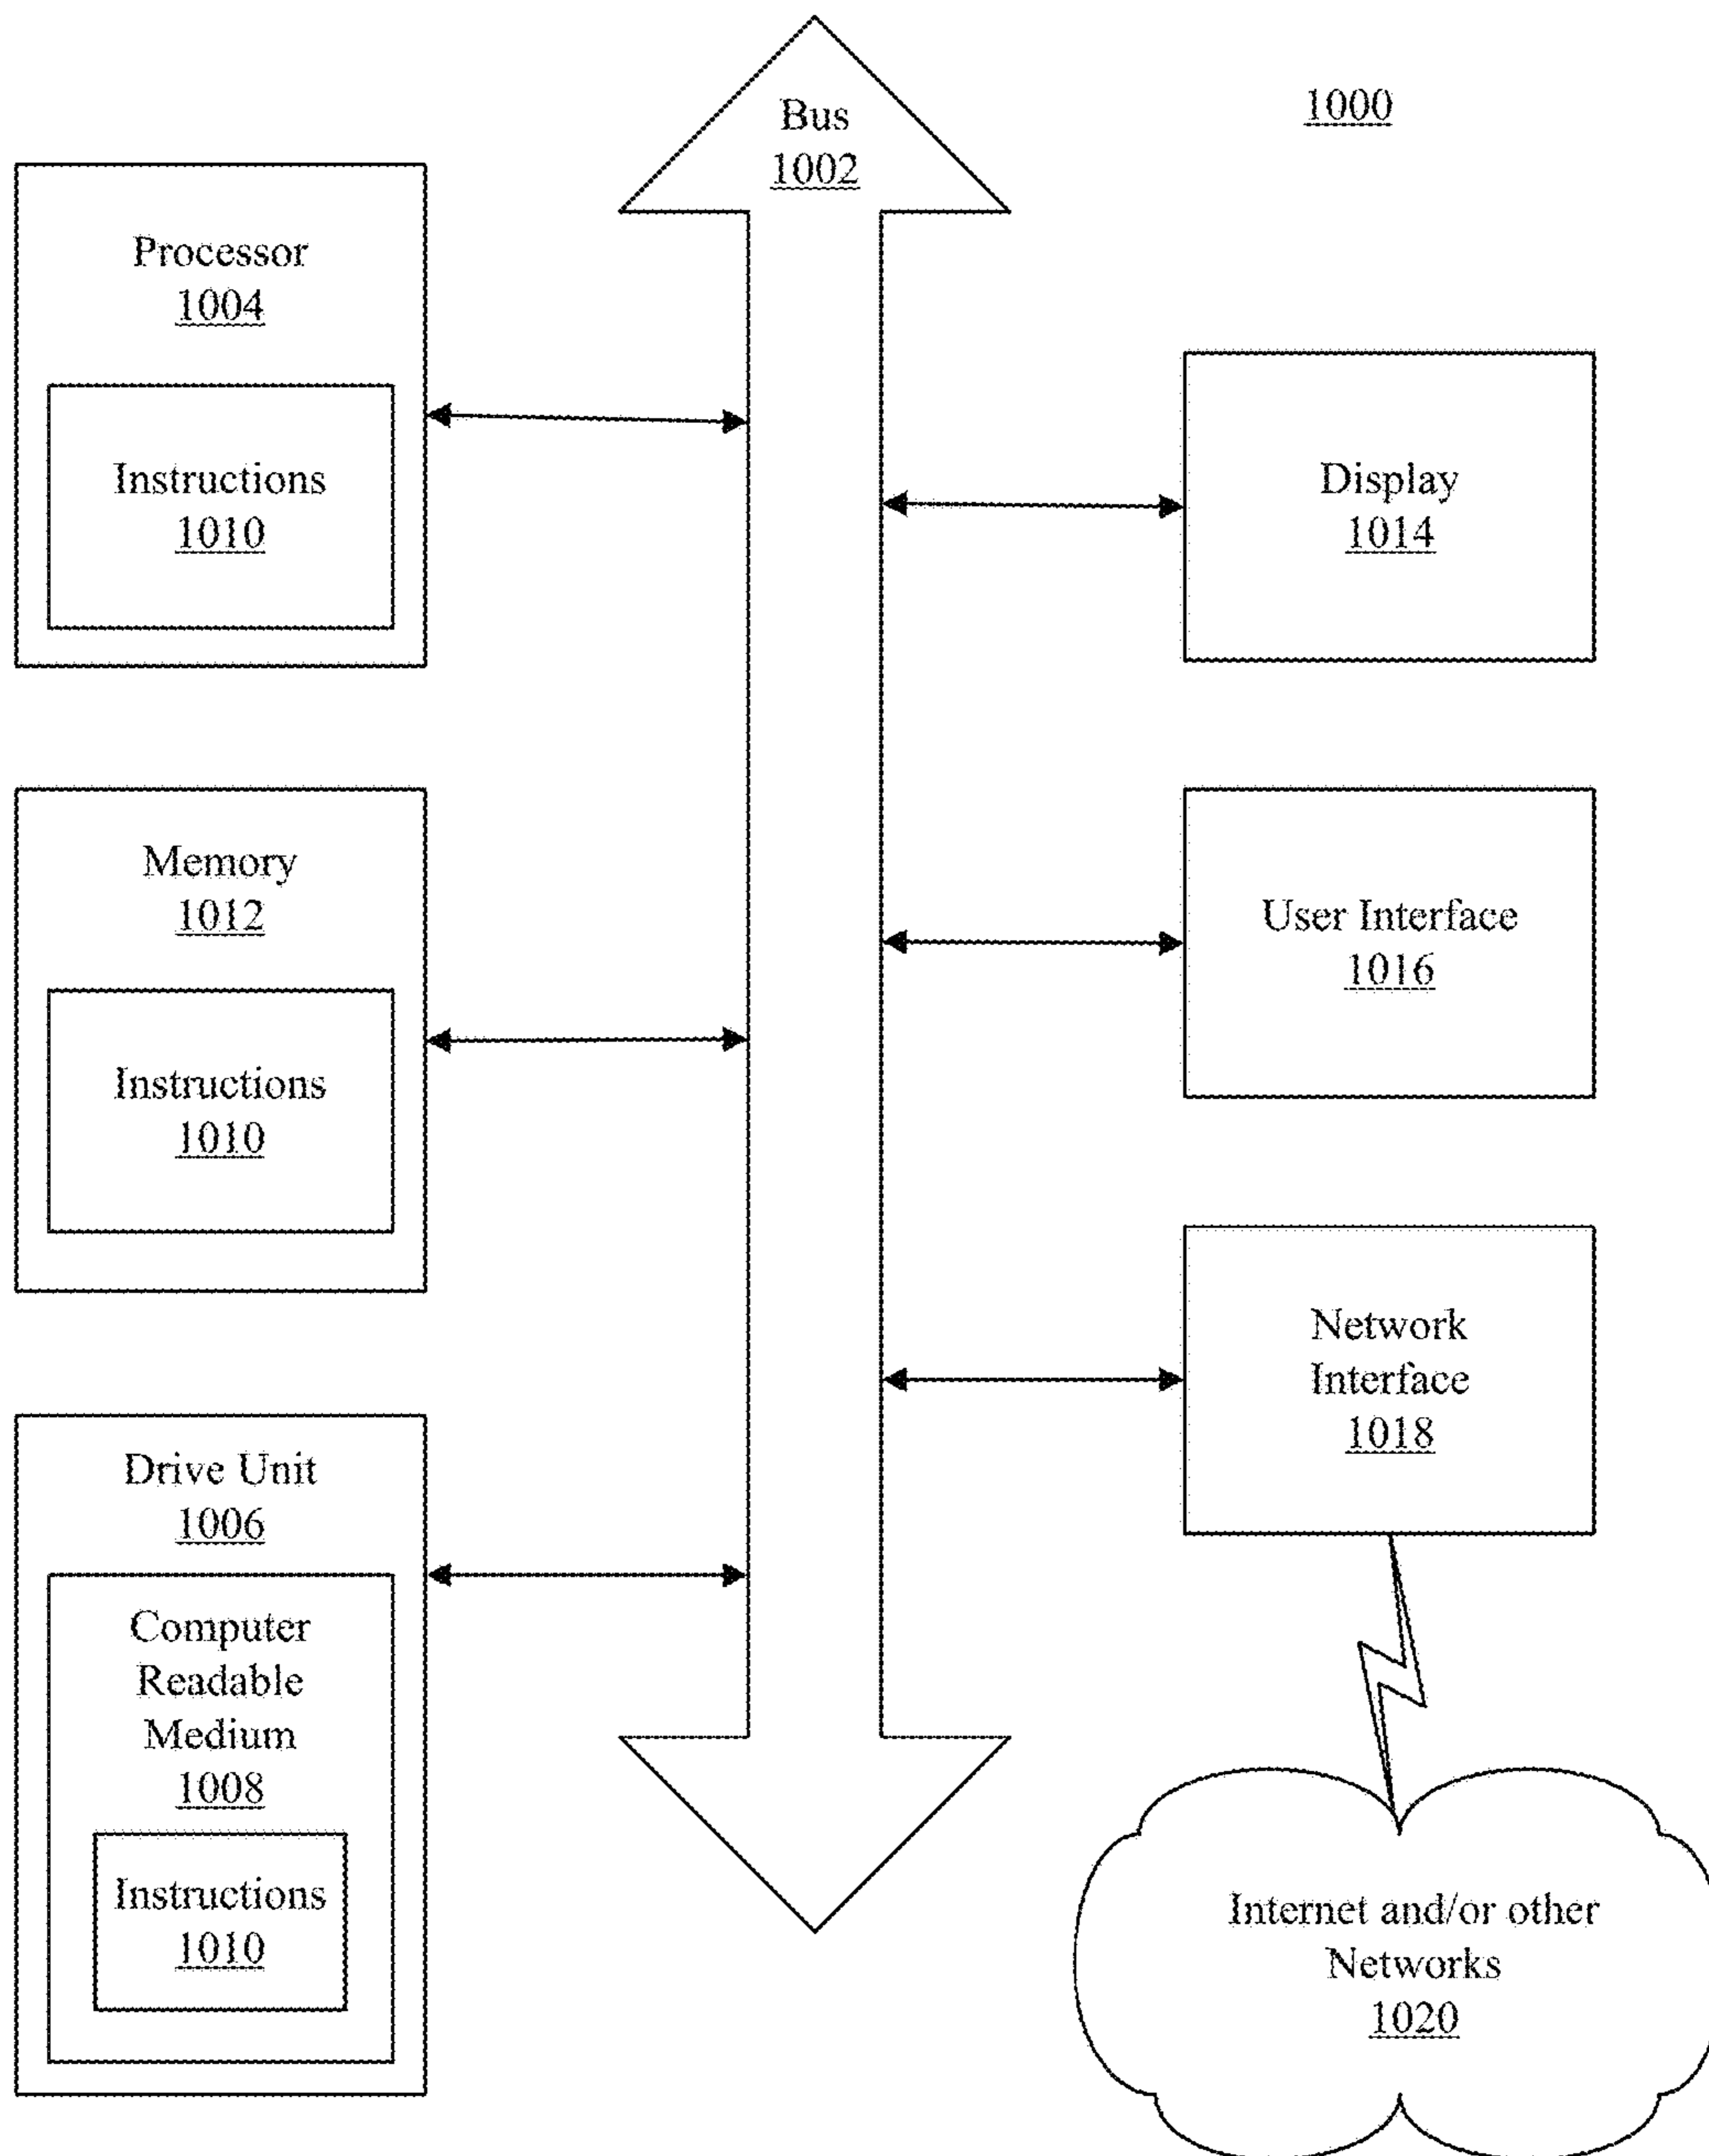 Bus
1002
1000
Processor
1004
Instructions
1010
Display
1014
Memory
1012
Instructions
1010
User Interface
1016
Network
Interface
1018
Drive Unit
1006
Computer
Readable
Medium
1008
Instructions
1010
Internet and/or other
Networks
1020